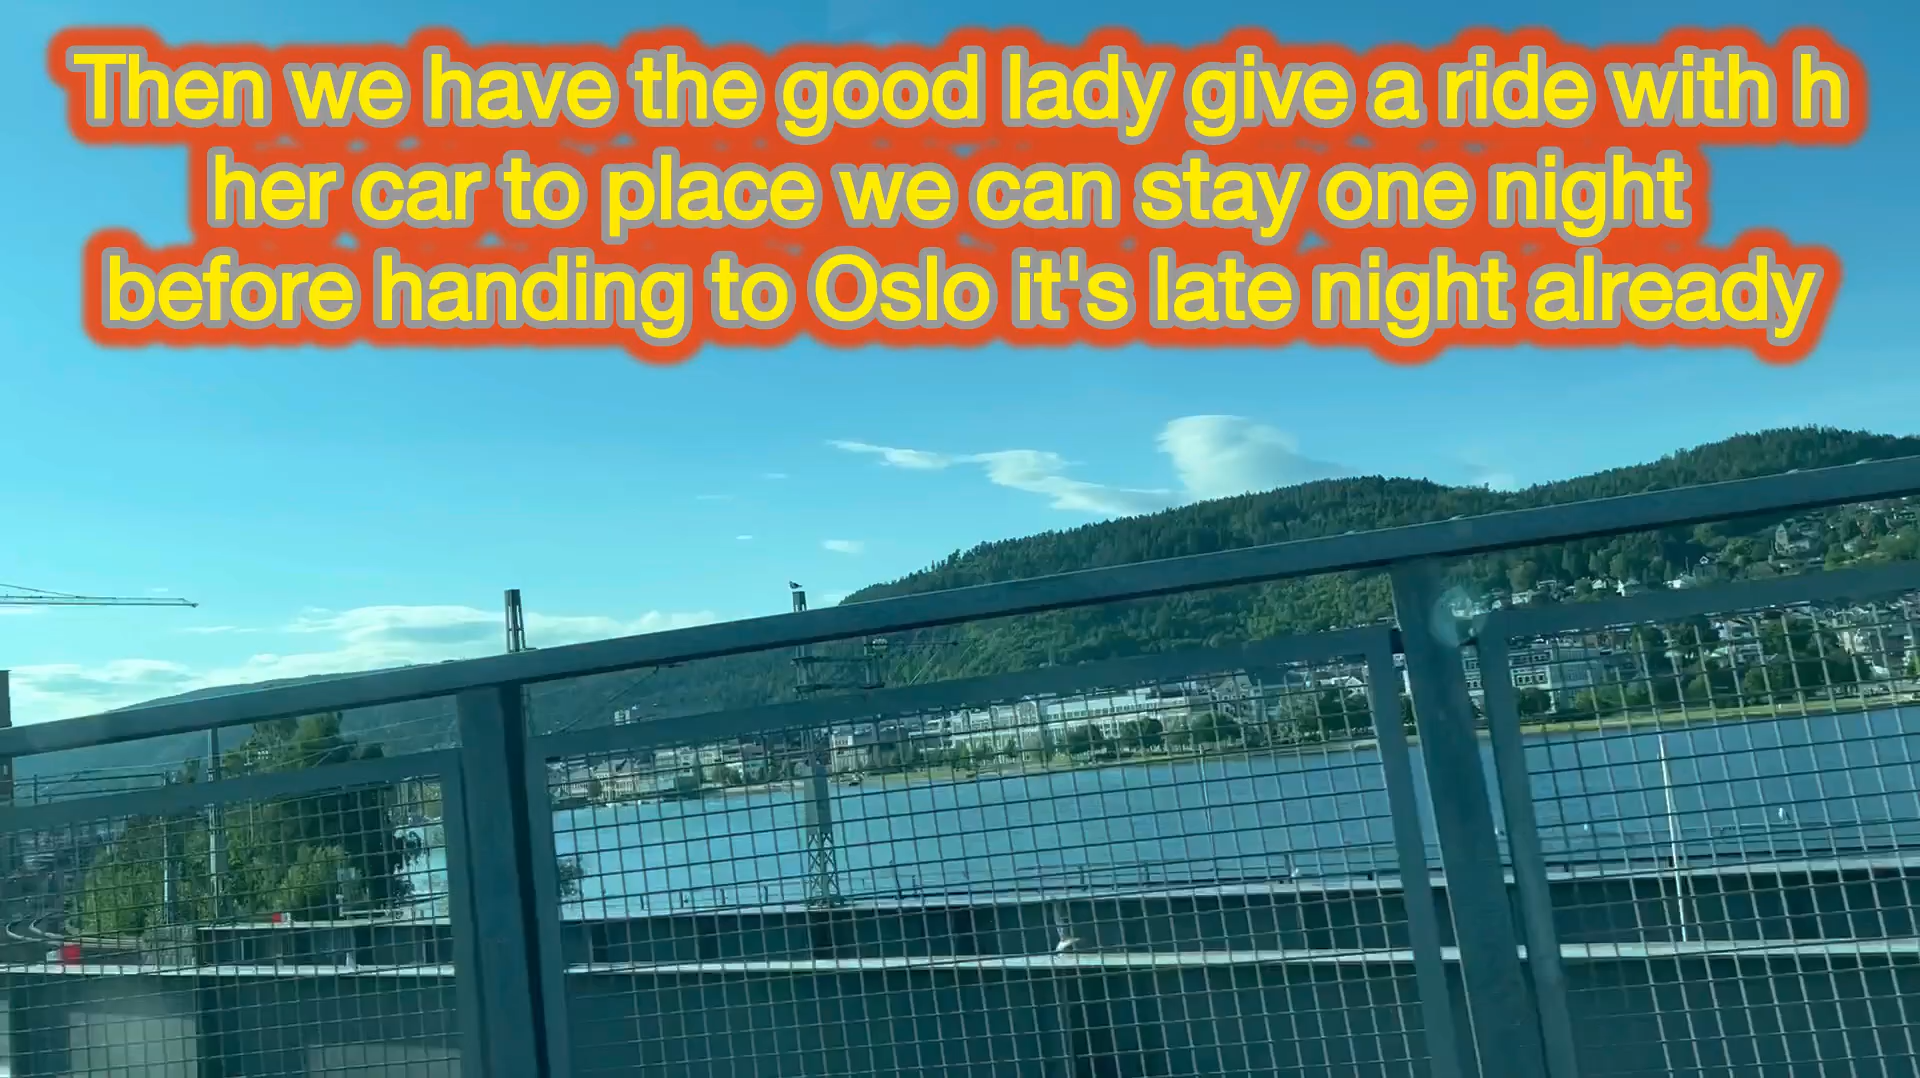 Then we have the good lady give a ride with h
her car to place we can stay one night
before handing to Oslo it's late night already